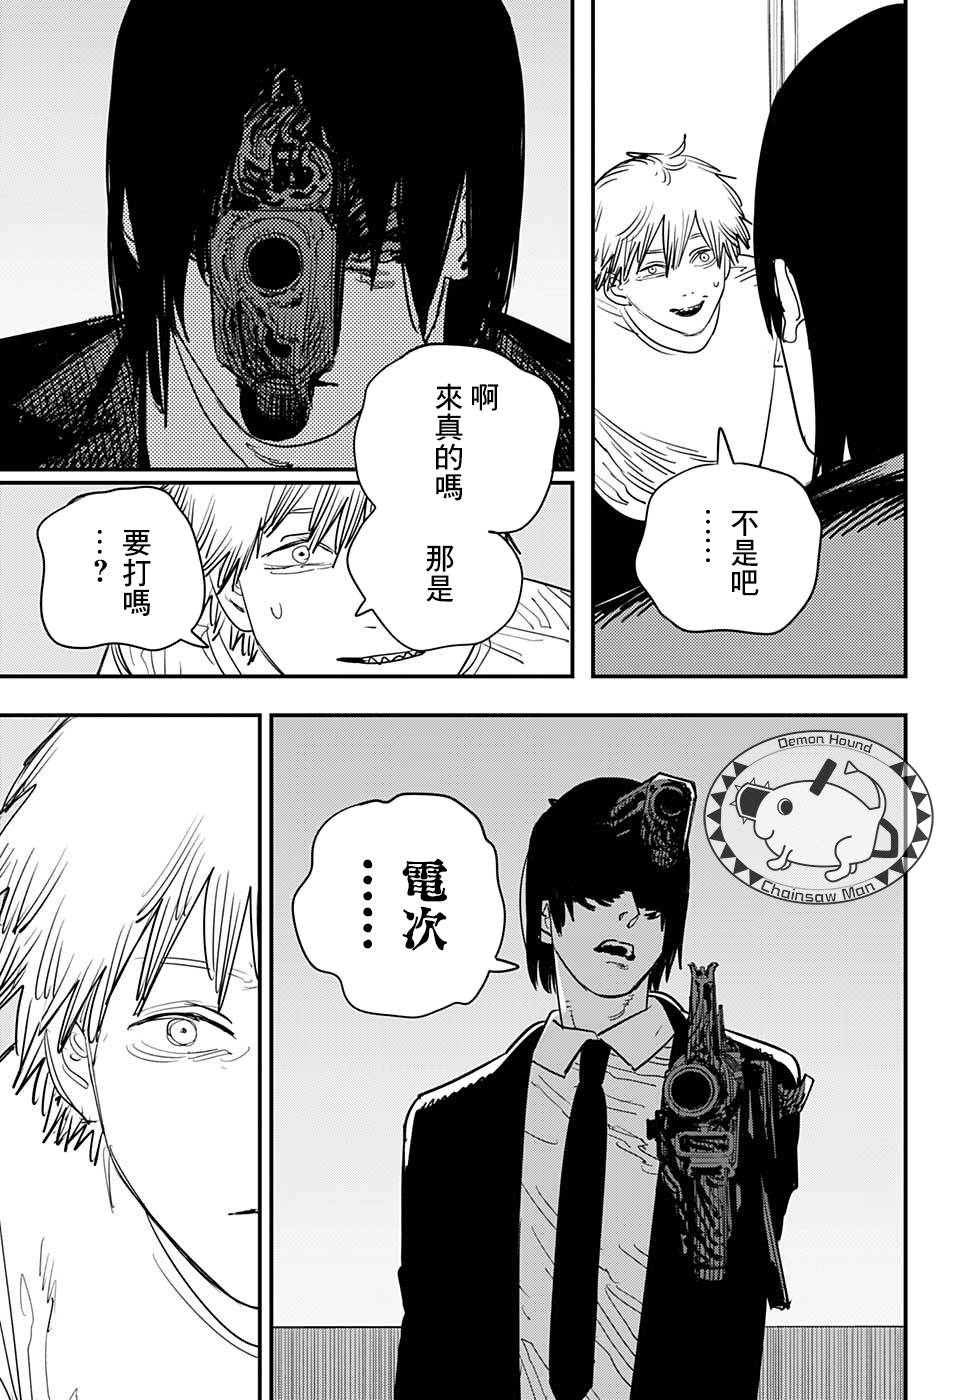 不是吧
……
啊
來真的嗎
那是
要打嗎
…?
電次
……
Demon Hound
Chainsaw Man